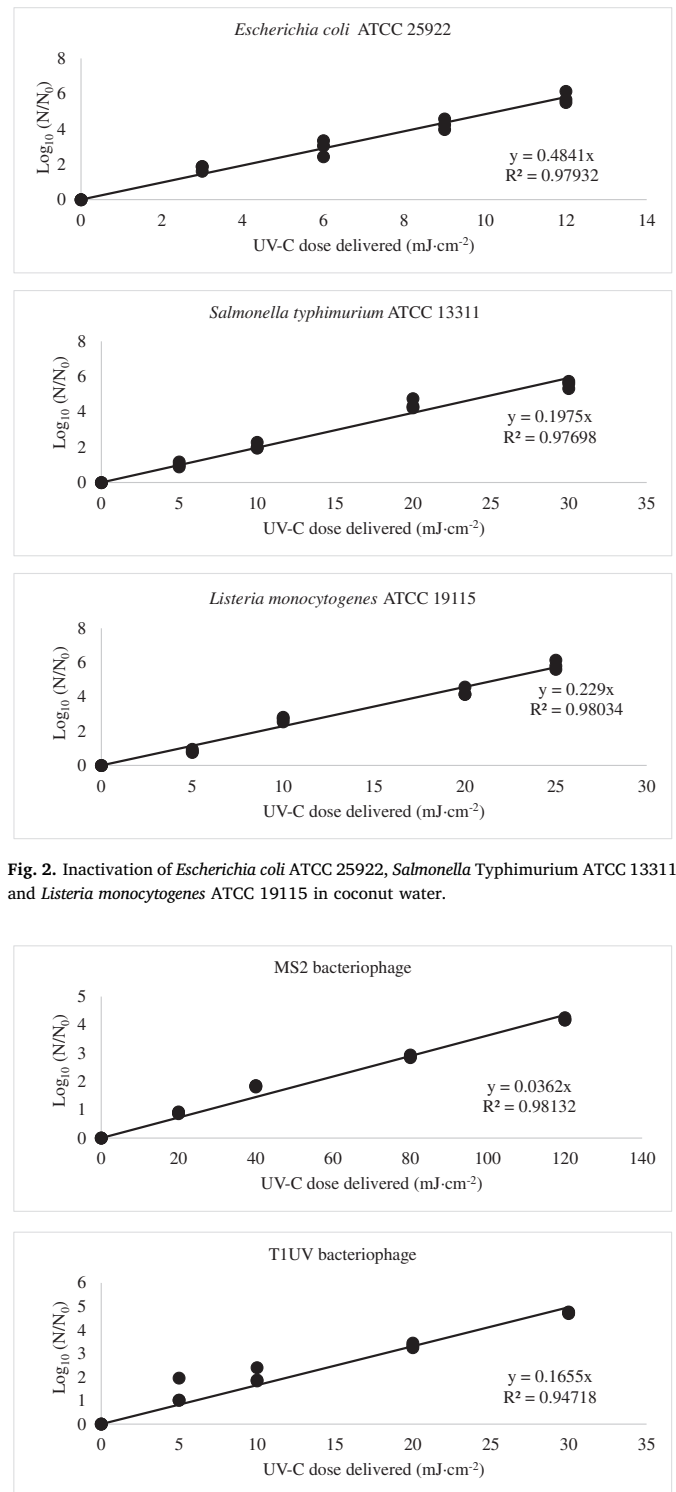 Escherichia coli ATCC 25922
Log₁₀ (N/N₀)
8
6
4
2
0
y = 0.4841x
R² = 0.97932
0 2 4 6 8 10 12 14
UV-C dose delivered (mJ·cm⁻²)
Salmonella typhimurium ATCC 13311
Log₁₀ (N/N₀)
8
6
4
2
0
y = 0.1975x
R² = 0.97698
0 5 10 15 20 25 30 35
UV-C dose delivered (mJ·cm⁻²)
Listeria monocytogenes ATCC 19115
Log₁₀ (N/N₀)
8
6
4
2
0
y = 0.229x
R² = 0.98034
0 5 10 15 20 25 30
UV-C dose delivered (mJ·cm⁻²)
Fig. 2. Inactivation of Escherichia coli ATCC 25922, Salmonella Typhimurium ATCC 13311
and Listeria monocytogenes ATCC 19115 in coconut water.
MS2 bacteriophage
Log₁₀ (N/N₀)
5
4
3
2
1
0
y = 0.0362x
R² = 0.98132
0 20 40 60 80 100 120 140
UV-C dose delivered (mJ·cm⁻²)
T1UV bacteriophage
Log₁₀ (N/N₀)
6
5
4
3
2
1
0
y = 0.1655x
R² = 0.94718
0 5 10 15 20 25 30 35
UV-C dose delivered (mJ·cm⁻²)